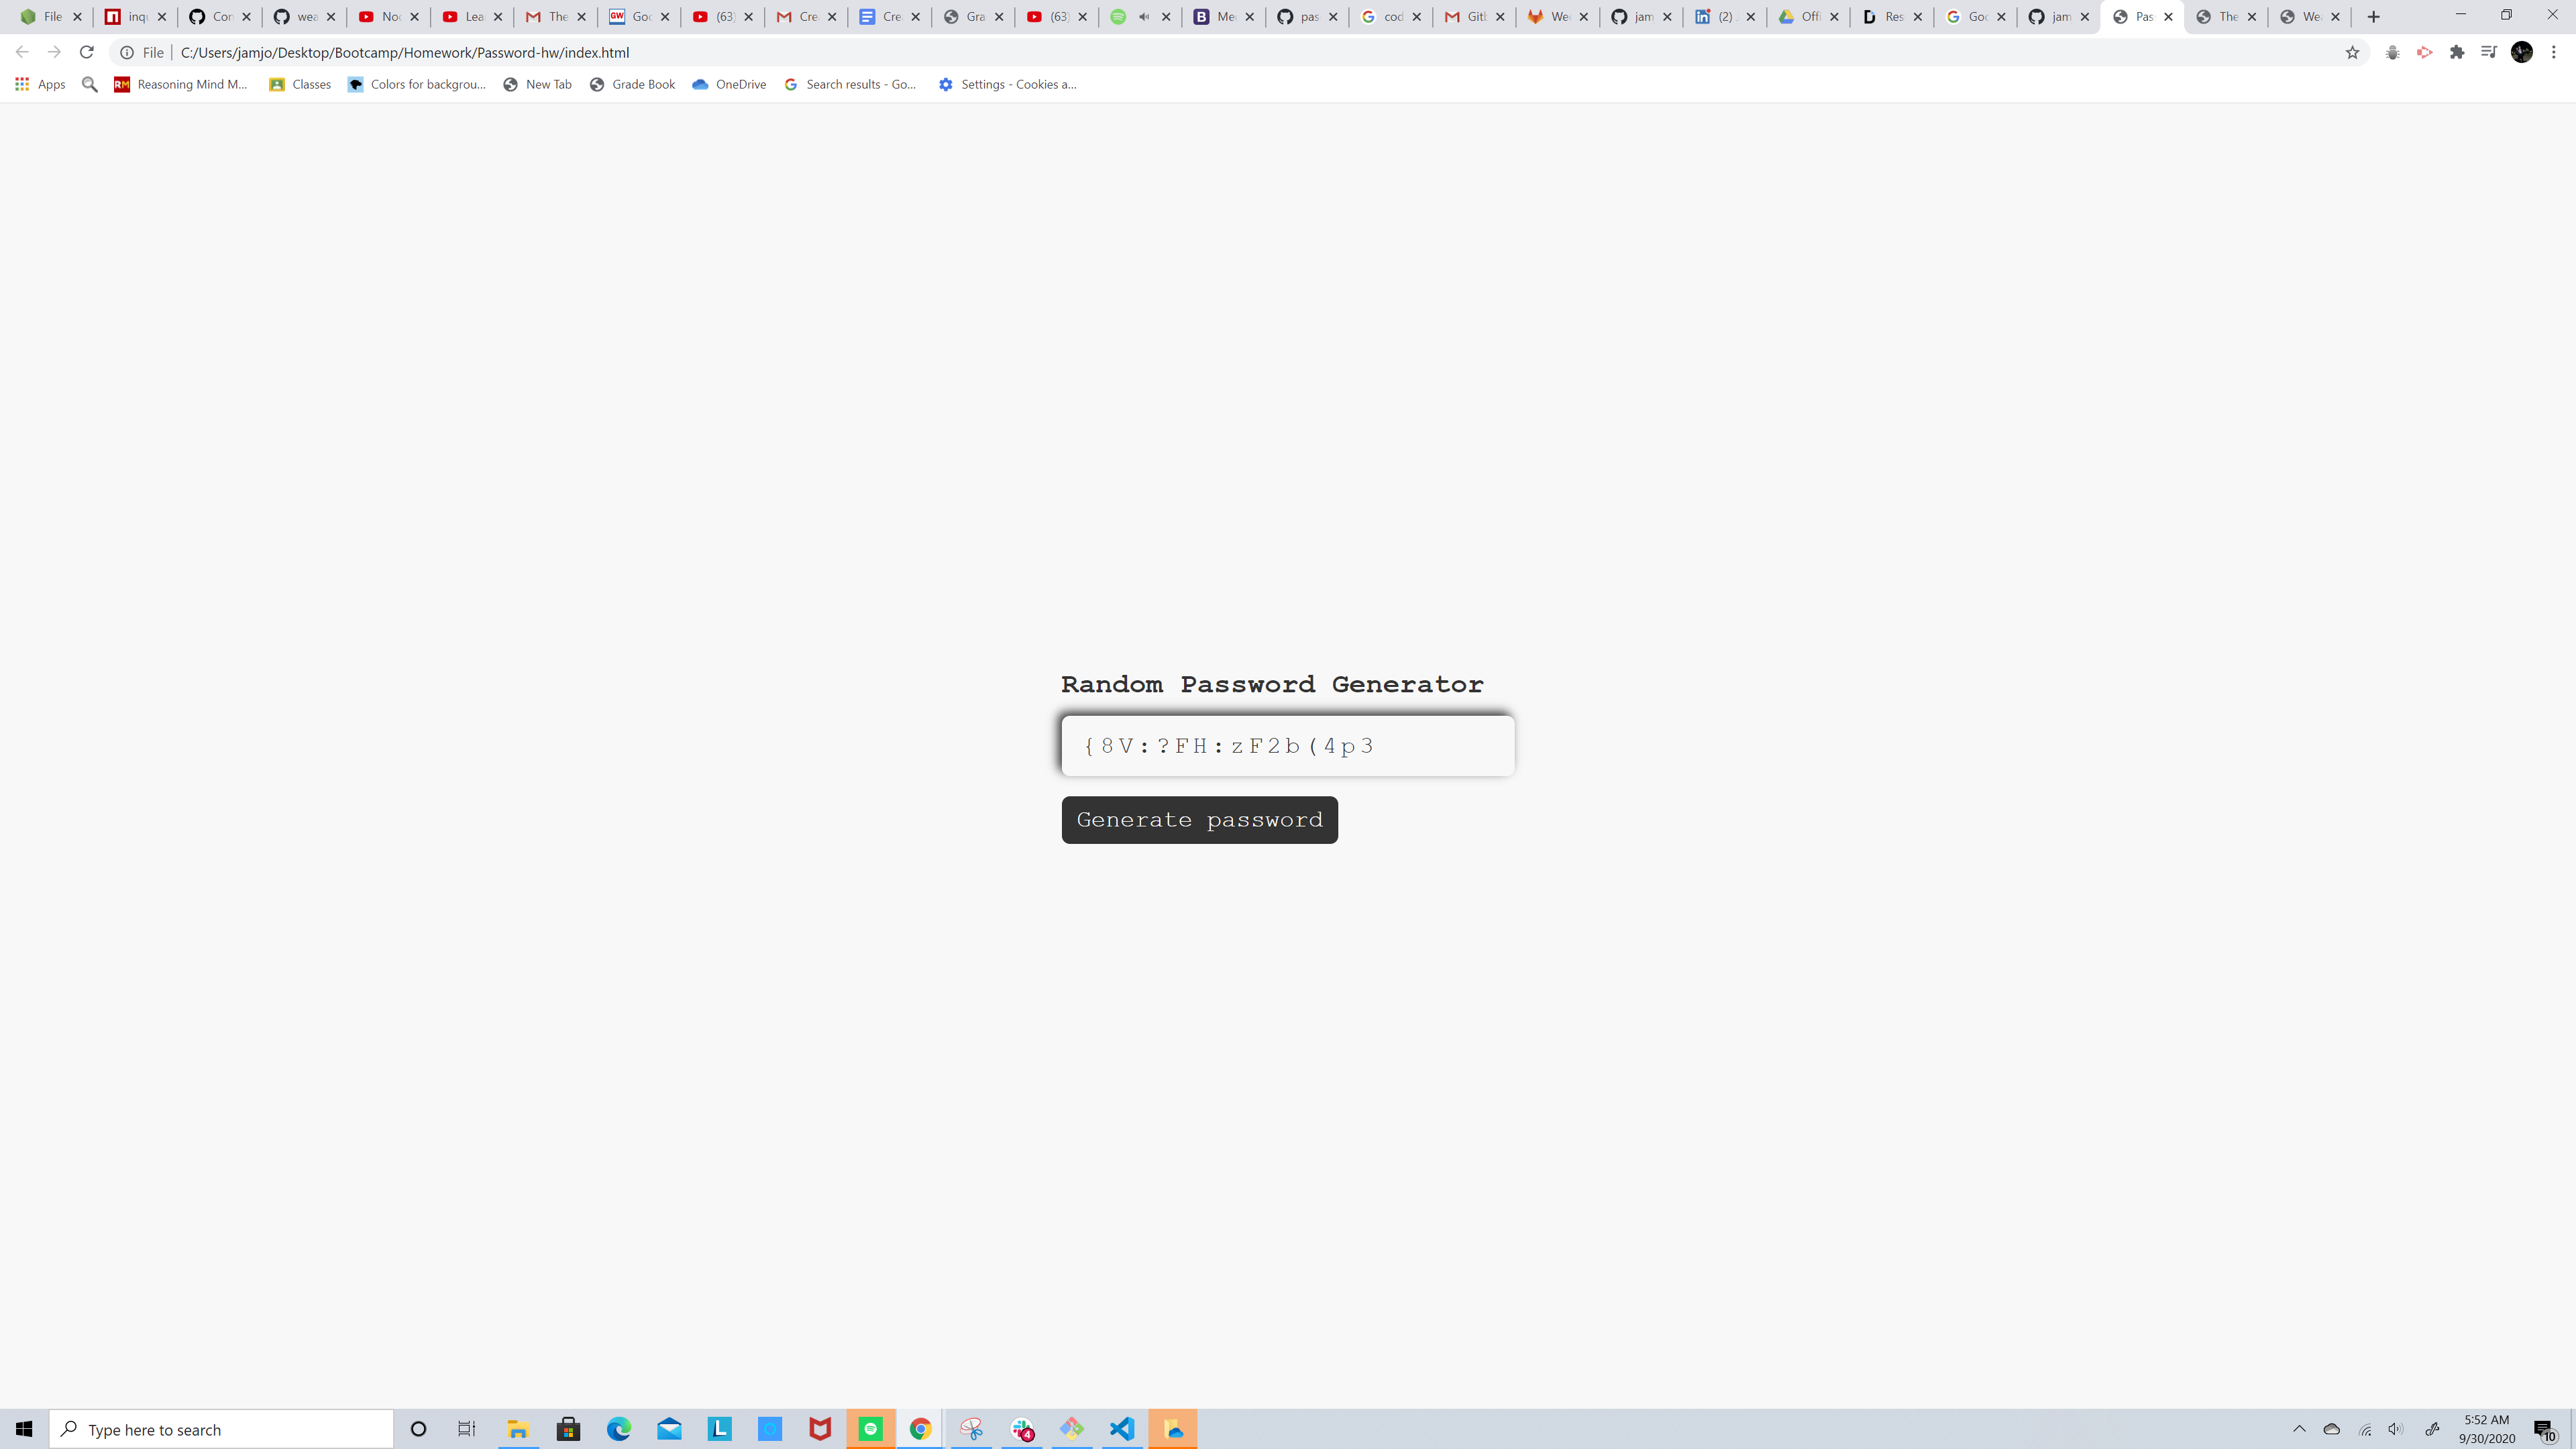 File inqu Cor wea Noc Lea The Goo (63) Cre Cre Gra (63) Me pas cod Gith We jam (2) Offi Res Goo jam Pas The We
File C:/Users/jamjo/Desktop/Bootcamp/Homework/Password-hw/index.html
Apps Reasoning Mind M... Classes Colors for backgrou... New Tab Grade Book OneDrive Search results - Go... Settings - Cookies a...
Random Password Generator
{8V:?FH:zF2b(4p3
Generate password
Type here to search
4
5:52 AM
9/30/2020
10